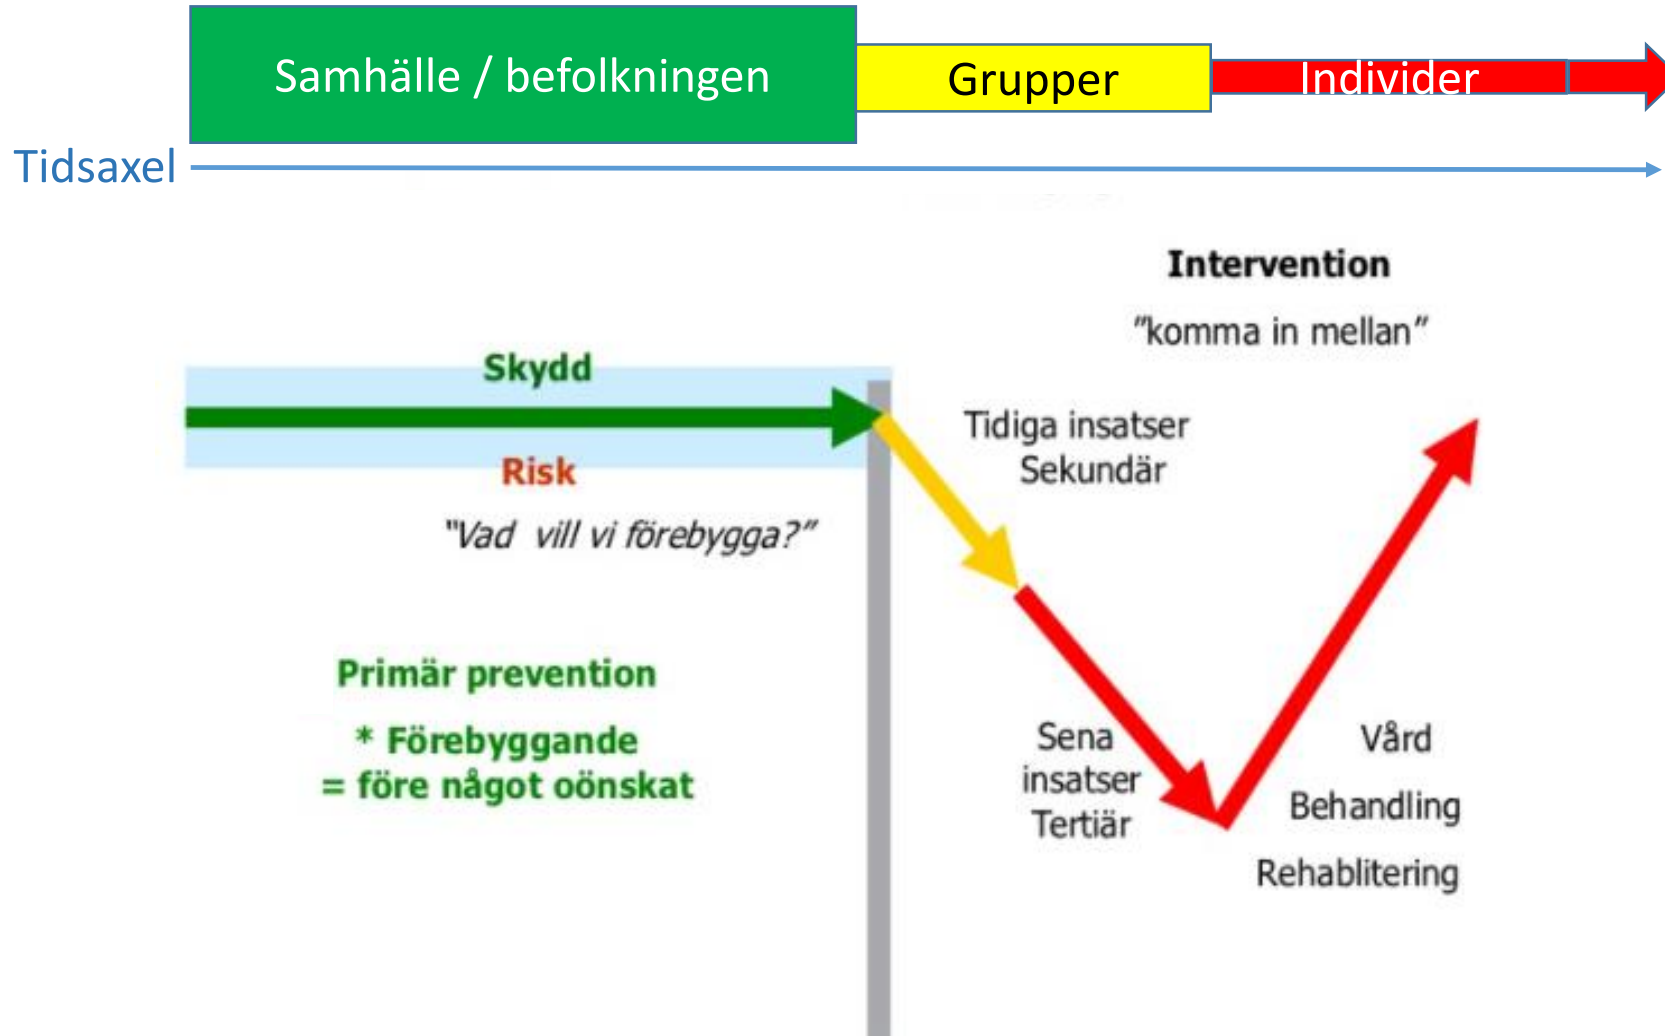 Samhälle / befolkningen
Grupper
Individer
Tidsaxel
Intervention
”komma in mellan”
Skydd
Risk
“Vad vill vi förebygga?”
Tidiga insatser
Sekundär
Primär prevention
* Förebyggande
= före något oönskat
Sena
insatser
Tertiär
Vård
Behandling
Rehablitering